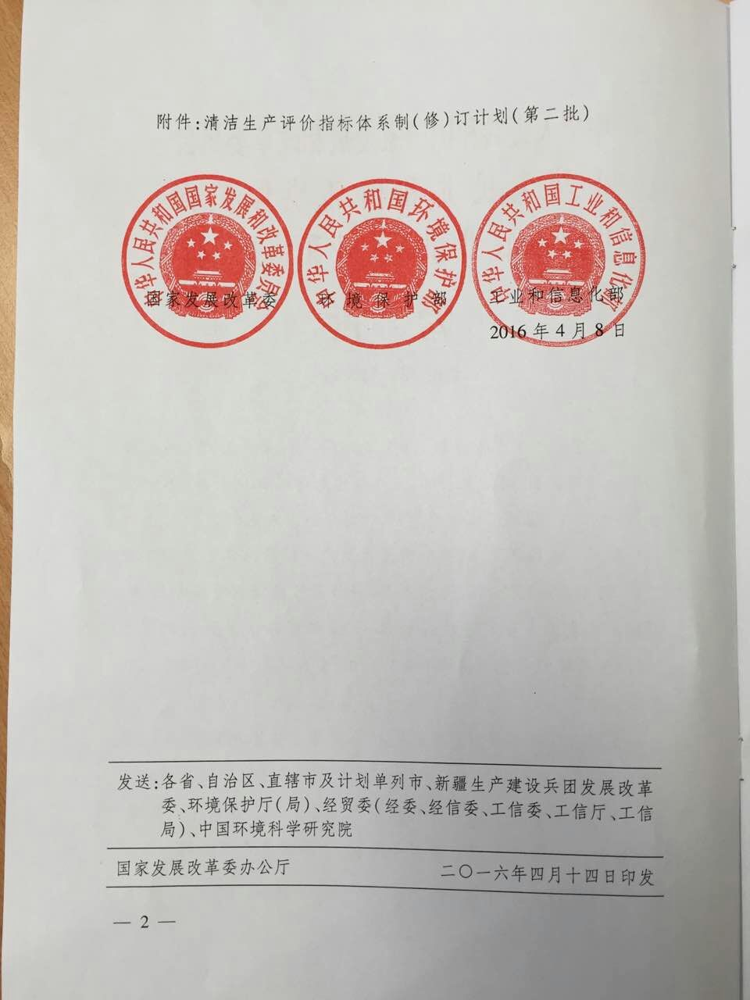 附件:清洁生产评价指标体系制(修)订计划(第二批)
中华人民共和国国家发展和改革委员会
中华人民共和国环境保护部
中华人民共和国工业和信息化部
国家发展改革委
环境保护部
工业和信息化部
2016年4月8日
发送:各省、自治区、直辖市及计划单列市、新疆生产建设兵团发展改革
委、环境保护厅(局)、经贸委(经委、经信委、工信委、工信厅、工信
局)、中国环境科学研究院
国家发展改革委办公厅
二〇一六年四月十四日印发
— 2 —